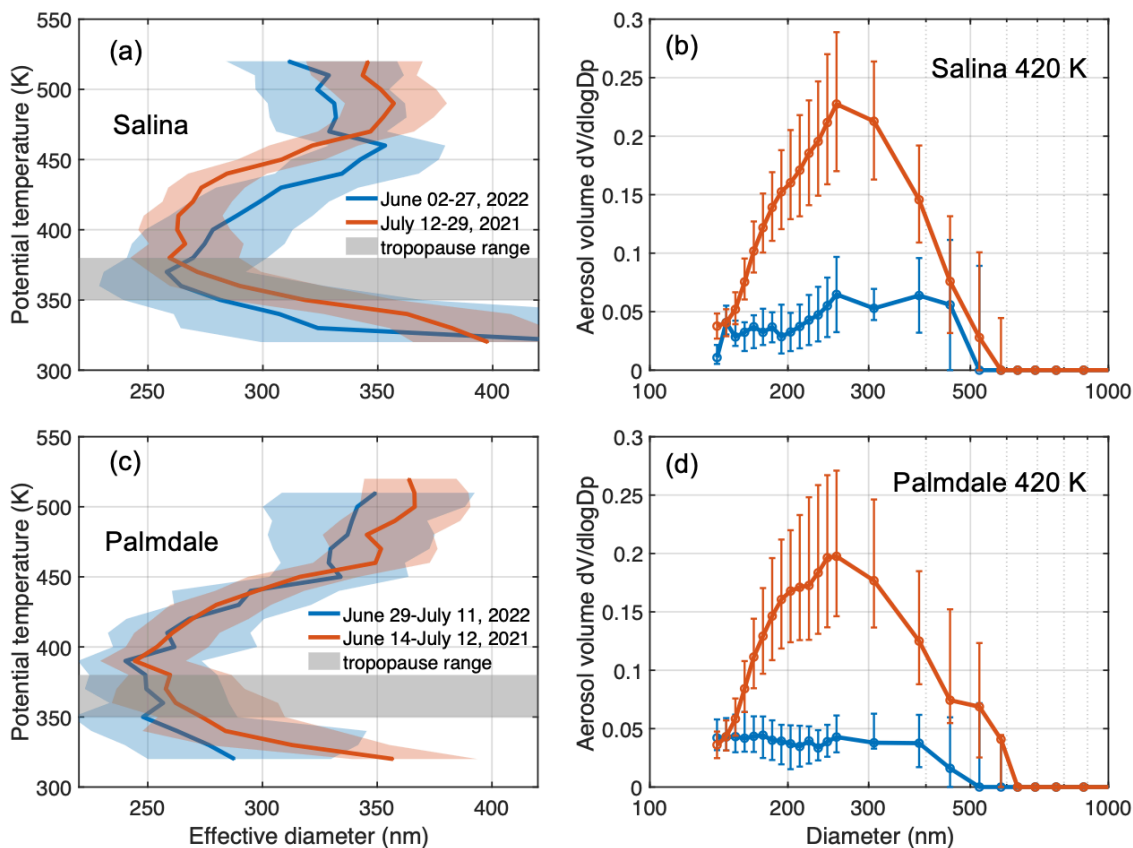 (a)
Salina
Potential temperature (K)
550
500
450
400
350
300
250
300
350
400
June 02-27, 2022
July 12-29, 2021
tropopause range
(b)
Salina 420 K
Aerosol volume dV/dlogDp
0.3
0.25
0.2
0.15
0.1
0.05
0
100
200
300
500
1000
(c)
Palmdale
Potential temperature (K)
550
500
450
400
350
300
250
300
350
400
Effective diameter (nm)
June 29-July 11, 2022
June 14-July 12, 2021
tropopause range
(d)
Palmdale 420 K
Aerosol volume dV/dlogDp
0.3
0.25
0.2
0.15
0.1
0.05
0
100
200
300
500
1000
Diameter (nm)